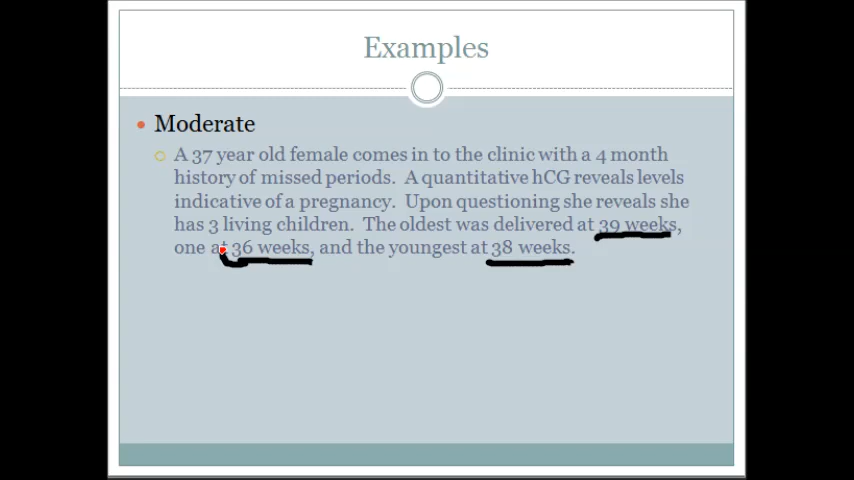 Examples
Moderate
A 37 year old female comes in to the clinic with a 4 month
history of missed periods. A quantitative hCG reveals levels
indicative of a pregnancy. Upon questioning she reveals she
has 3 living children. The oldest was delivered at 39 weeks,
one at 36 weeks, and the youngest at 38 weeks.